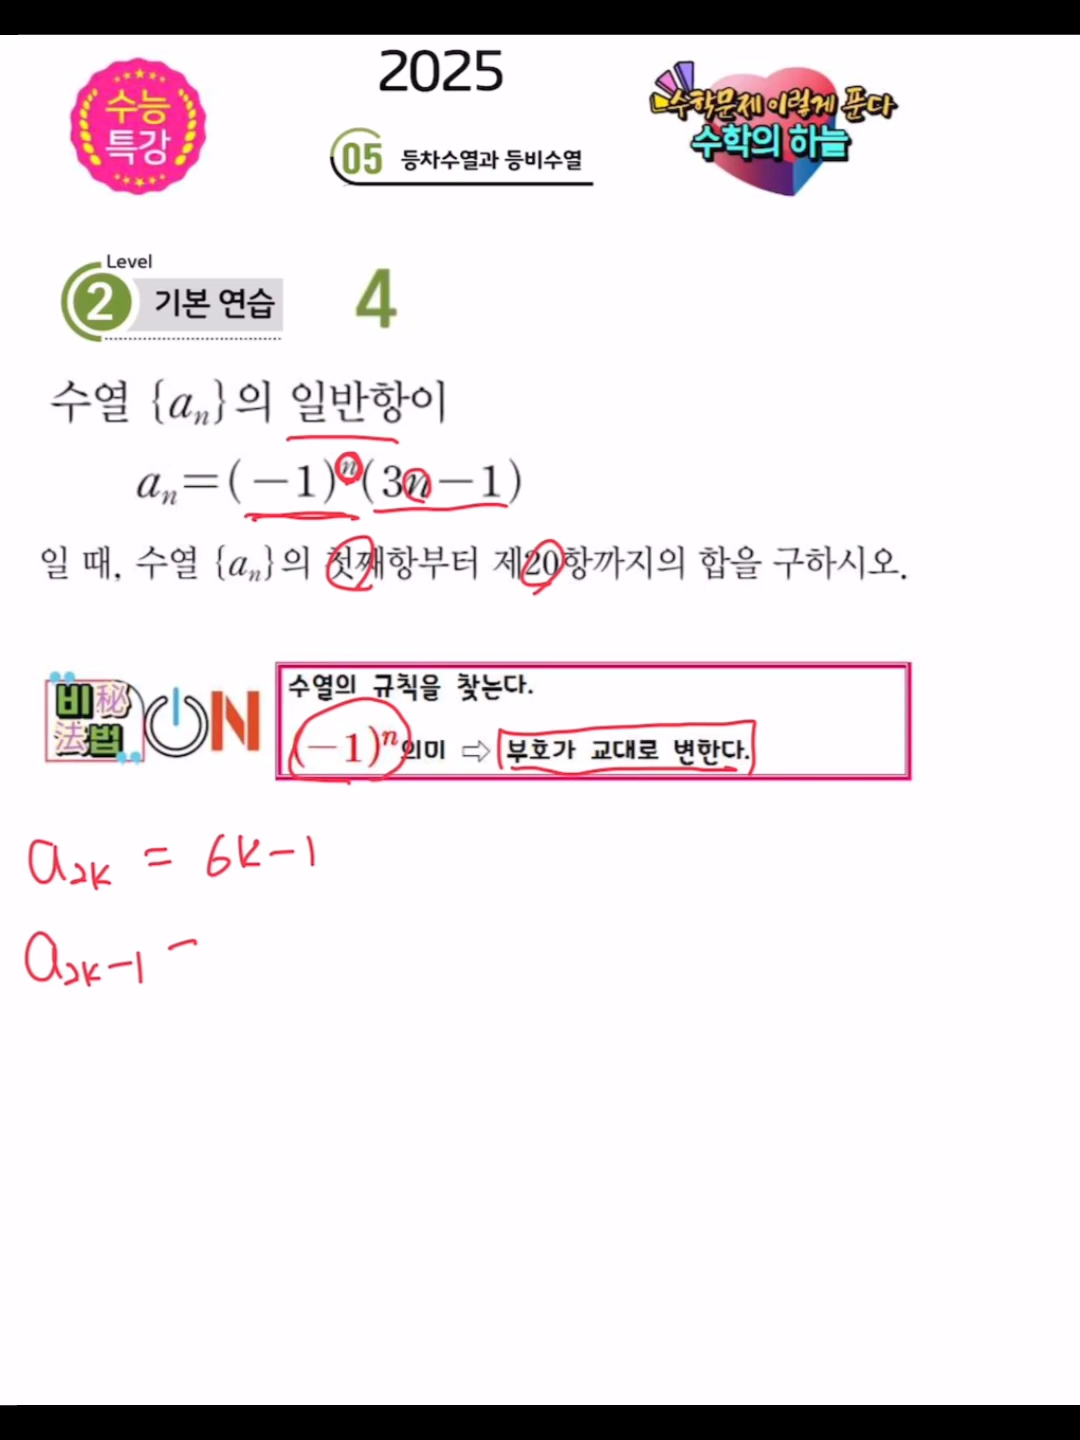 수능
특강
2025
05 등차수열과 등비수열
수학문제 이렇게 푼다
수학의 하늘
Level
2 기본 연습 4
수열 {aₙ}의 일반항이
aₙ=(-1)ⁿ(3n-1)
일 때, 수열 {aₙ}의 첫째항부터 제20항까지의 합을 구하시오.
비秘
法법
ON
수열의 규칙을 찾는다.
(-1)ⁿ의미 ⇨ 부호가 교대로 변한다.
a₂ₖ = 6k-1
a₂ₖ₋₁ -